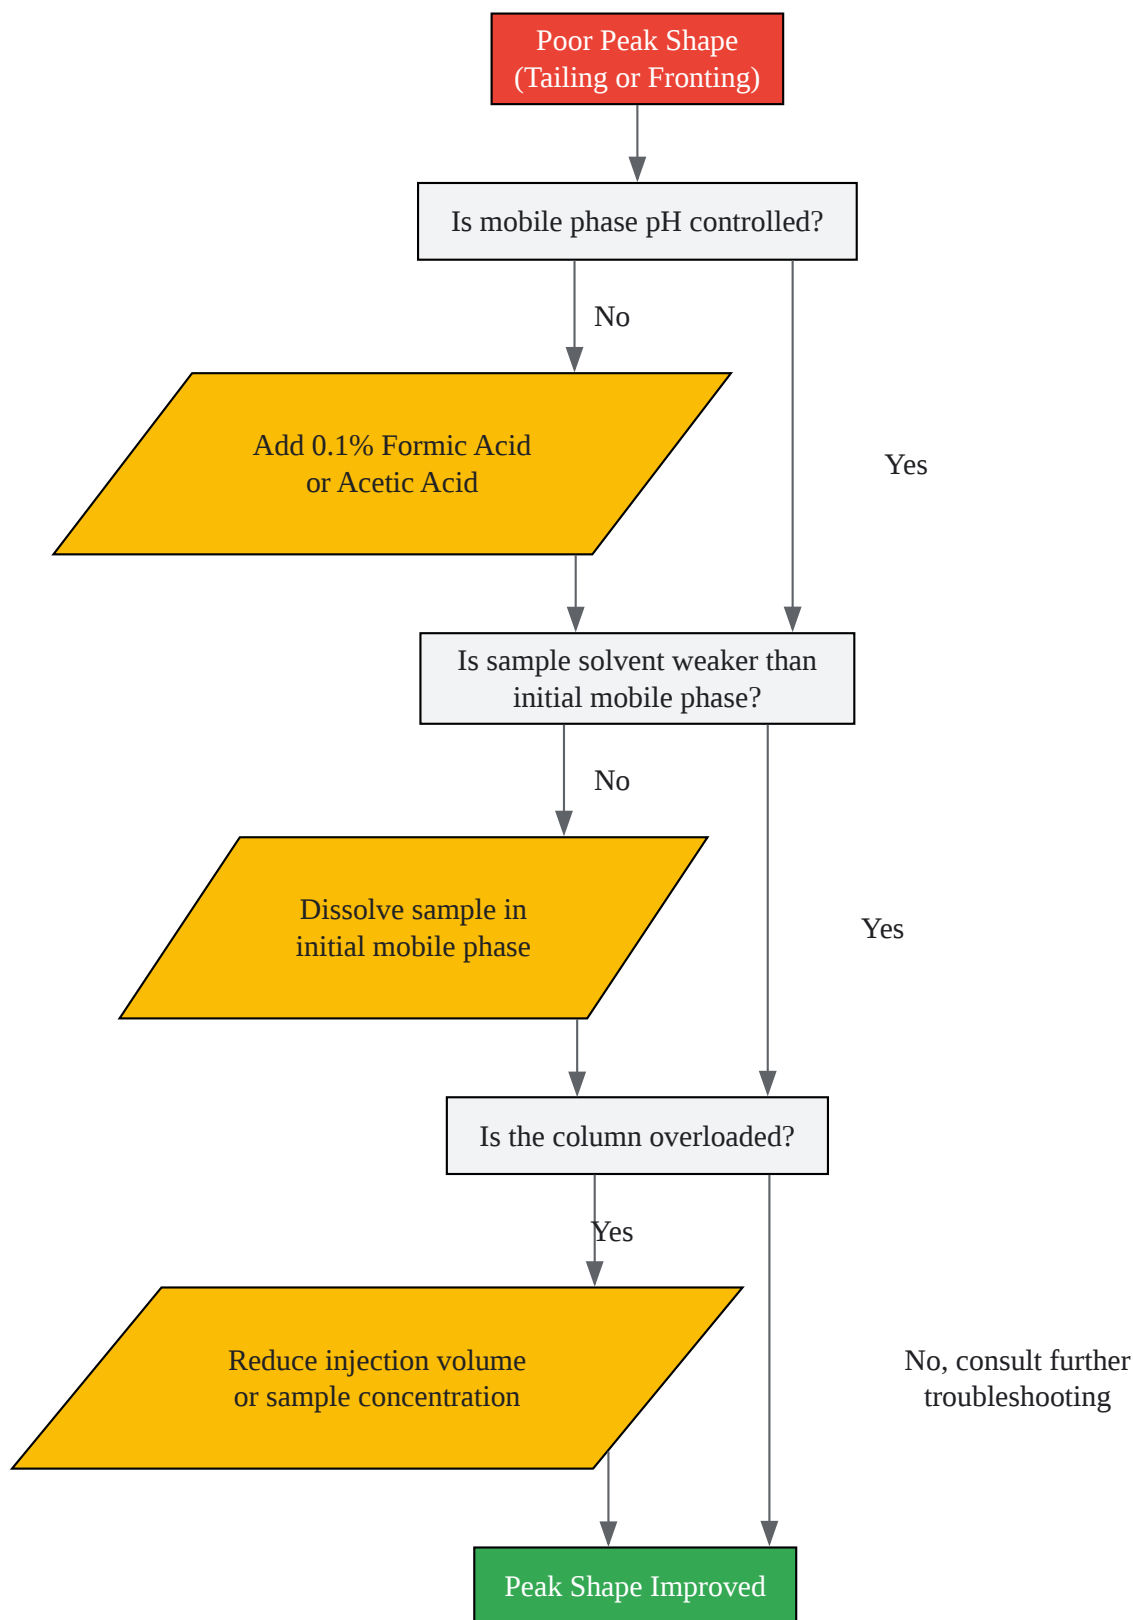 Poor Peak Shape
(Tailing or Fronting)
Is mobile phase pH controlled?
No
Add 0.1% Formic Acid
or Acetic Acid
Yes
Is sample solvent weaker than
initial mobile phase?
No
Dissolve sample in
initial mobile phase
Yes
Is the column overloaded?
Yes
Reduce injection volume
or sample concentration
No, consult further
troubleshooting
Peak Shape Improved